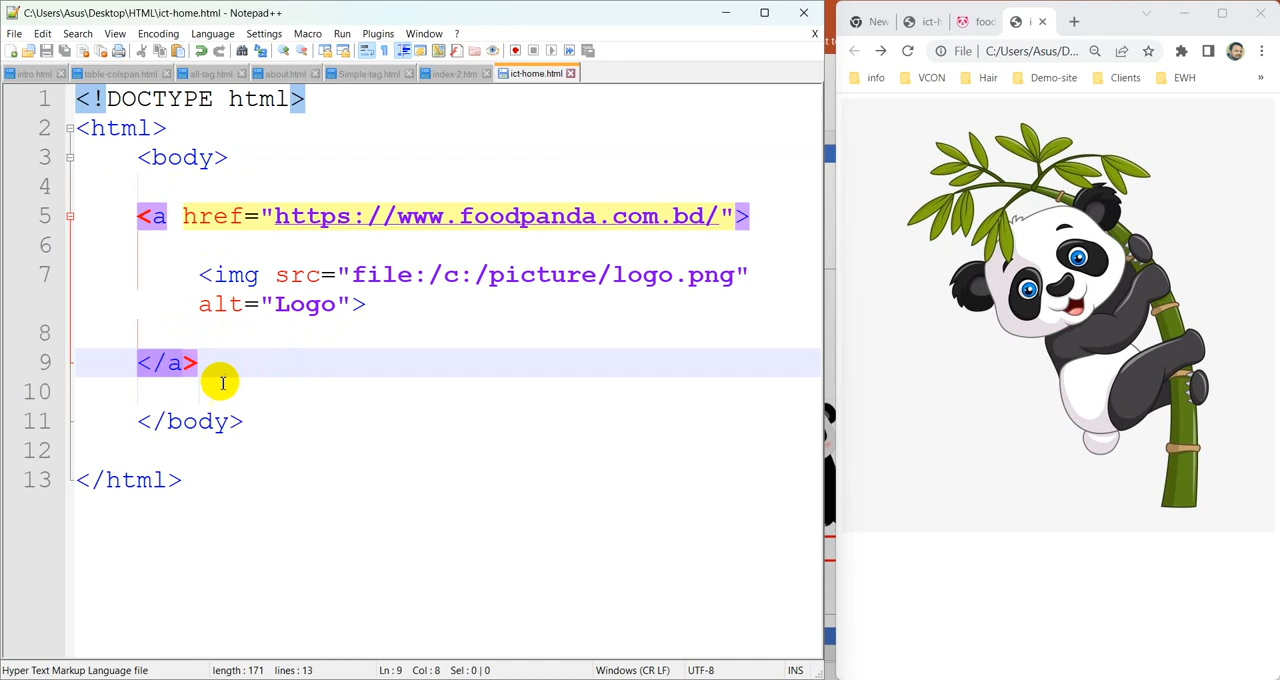 C:\Users\Asus\Desktop\HTML\ict-home.html - Notepad++
File Edit Search View Encoding Language Settings Tools Macro Run Plugins Window ? X
intro.html table-colspan.html all-tag.html about.html Simple-tag.html index-2.htm ict-home.html
1 <!DOCTYPE html>
2 <html>
3 <body>
4
5 <a href="https://www.foodpanda.com.bd/">
6
7 <img src="file:/c:/picture/logo.png"
alt="Logo">
8
9 </a>
10
11 </body>
12
13 </html>
Hyper Text Markup Language file length : 171 lines : 13 Ln : 9 Col : 8 Sel : 0 | 0 Windows (CR LF) UTF-8 INS
New ict-h food i
File C:/Users/Asus/D...
info VCON Hair Demo-site Clients EWH »